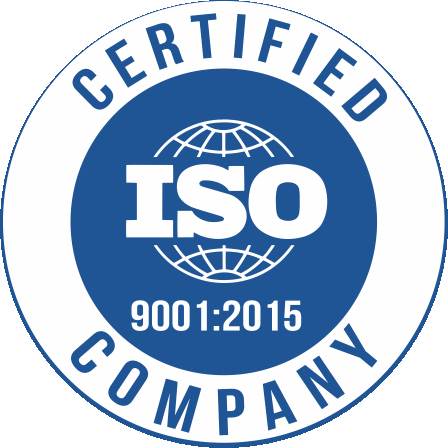 CERTIFIED
ISO
9001:2015
COMPANY